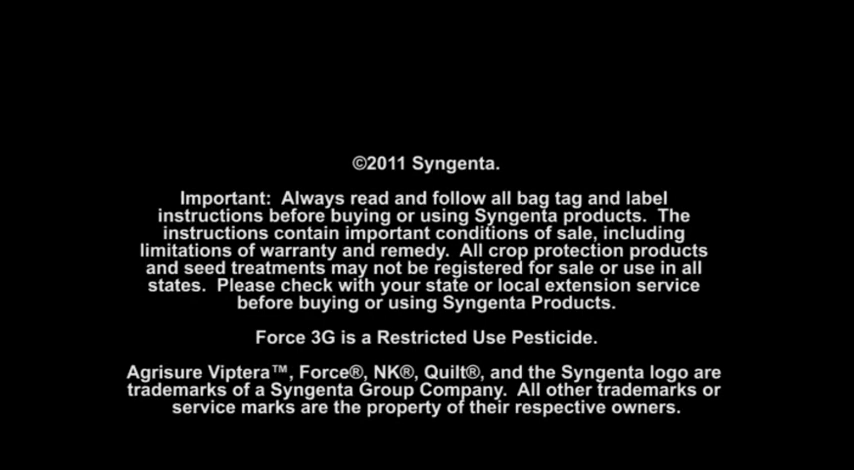 ©2011 Syngenta.
Important:  Always read and follow all bag tag and label
instructions before buying or using Syngenta products.  The
instructions contain important conditions of sale, including
limitations of warranty and remedy.  All crop protection products
and seed treatments may not be registered for sale or use in all
states.  Please check with your state or local extension service
before buying or using Syngenta Products.
Force 3G is a Restricted Use Pesticide.
Agrisure Viptera™, Force®, NK®, Quilt®, and the Syngenta logo are
trademarks of a Syngenta Group Company.  All other trademarks or
service marks are the property of their respective owners.